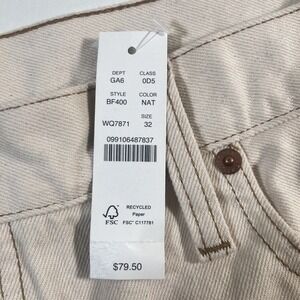 DEPT CLASS
GA6 0D5
STYLE COLOR
BF400 NAT
SIZE
WQ7871 32
099106487837
FSC
RECYCLED
Paper
FSC® C117781
$79.50